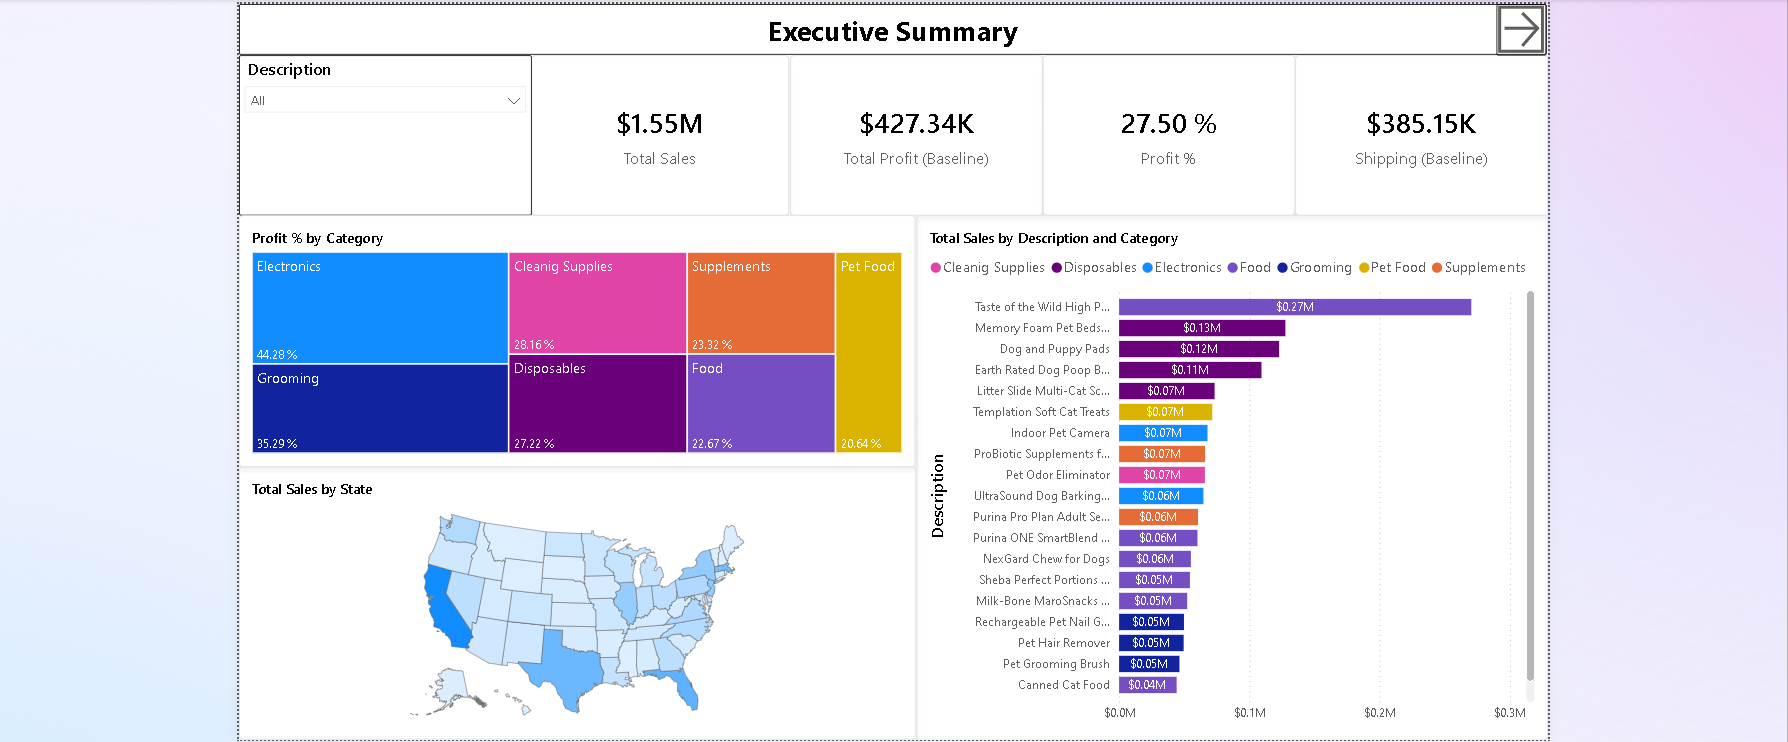 Executive Summary
Description
All
$1.55M
Total Sales
$427.34K
Total Profit (Baseline)
27.50 %
Profit %
$385.15K
Shipping (Baseline)
Profit % by Category
Electronics
44.28 %
Grooming
35.29 %
Cleanig Supplies
28.16 %
Disposables
27.22 %
Supplements
23.32 %
Food
22.67 %
Pet Food
20.64 %
Total Sales by State
Total Sales by Description and Category
Cleanig Supplies Disposables Electronics Food Grooming Pet Food Supplements
Description
Taste of the Wild High P... $0.27M
Memory Foam Pet Beds... $0.13M
Dog and Puppy Pads $0.12M
Earth Rated Dog Poop B... $0.11M
Litter Slide Multi-Cat Sc... $0.07M
Templation Soft Cat Treats $0.07M
Indoor Pet Camera $0.07M
ProBiotic Supplements f... $0.07M
Pet Odor Eliminator $0.07M
UltraSound Dog Barking... $0.06M
Purina Pro Plan Adult Se... $0.06M
Purina ONE SmartBlend ... $0.06M
NexGard Chew for Dogs $0.06M
Sheba Perfect Portions ... $0.05M
Milk-Bone MaroSnacks ... $0.05M
Rechargeable Pet Nail G... $0.05M
Pet Hair Remover $0.05M
Pet Grooming Brush $0.05M
Canned Cat Food $0.04M
$0.0M $0.1M $0.2M $0.3M